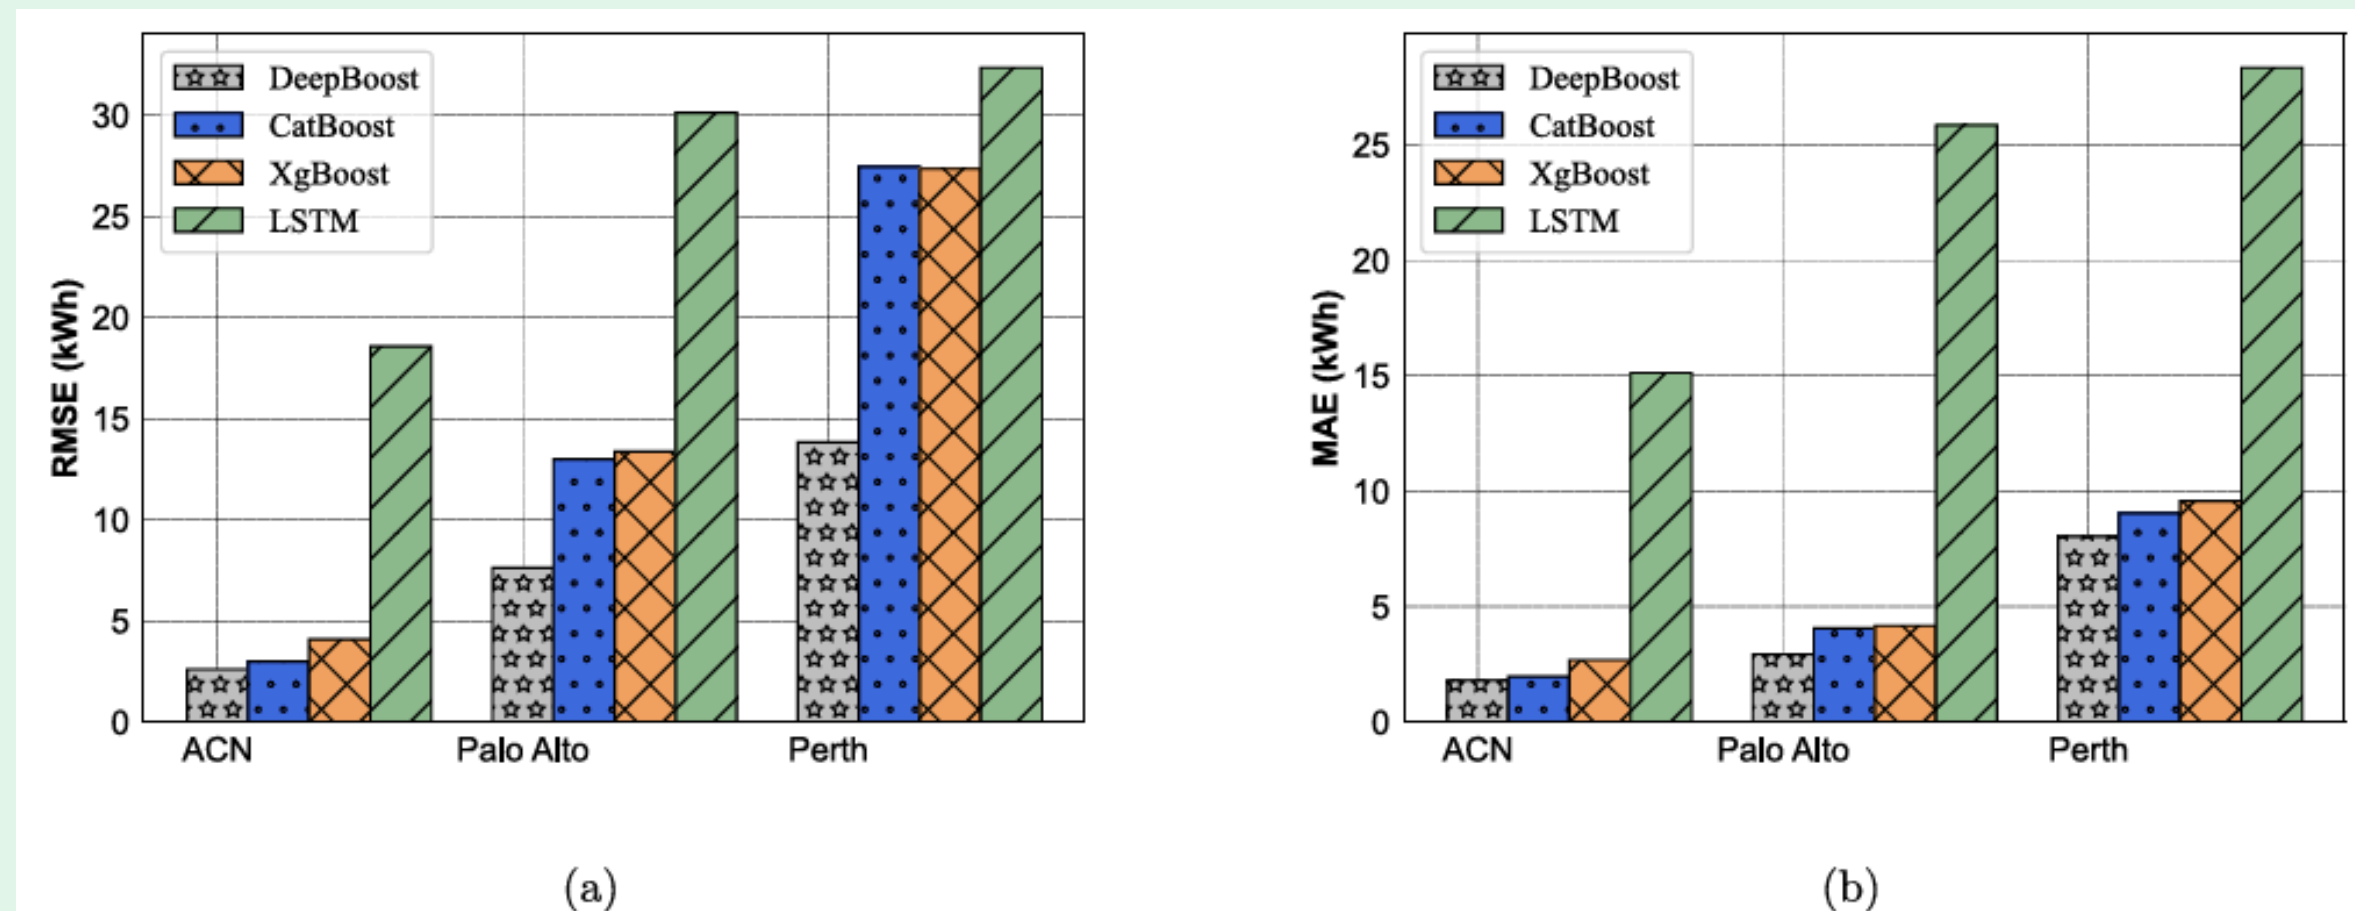 DeepBoost
CatBoost
XgBoost
LSTM
RMSE (kWh)
30
25
20
15
10
5
0
ACN
Palo Alto
Perth
(a)
DeepBoost
CatBoost
XgBoost
LSTM
MAE (kWh)
25
20
15
10
5
0
ACN
Palo Alto
Perth
(b)